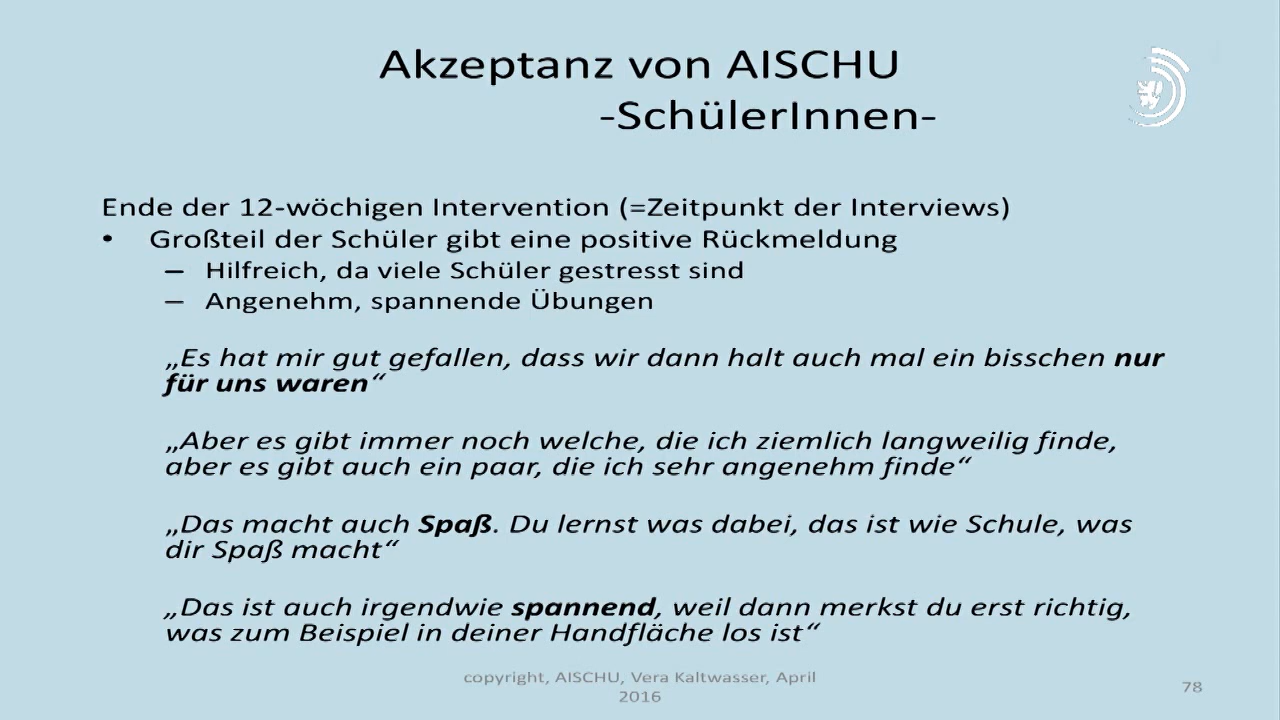 Akzeptanz von AISCHU
-SchülerInnen-
Ende der 12-wöchigen Intervention (=Zeitpunkt der Interviews)
• Großteil der Schüler gibt eine positive Rückmeldung
– Hilfreich, da viele Schüler gestresst sind
– Angenehm, spannende Übungen
„Es hat mir gut gefallen, dass wir dann halt auch mal ein bisschen nur
für uns waren“
„Aber es gibt immer noch welche, die ich ziemlich langweilig finde,
aber es gibt auch ein paar, die ich sehr angenehm finde“
„Das macht auch Spaß. Du lernst was dabei, das ist wie Schule, was
dir Spaß macht“
„Das ist auch irgendwie spannend, weil dann merkst du erst richtig,
was zum Beispiel in deiner Handfläche los ist“
copyright, AISCHU, Vera Kaltwasser, April
2016
78